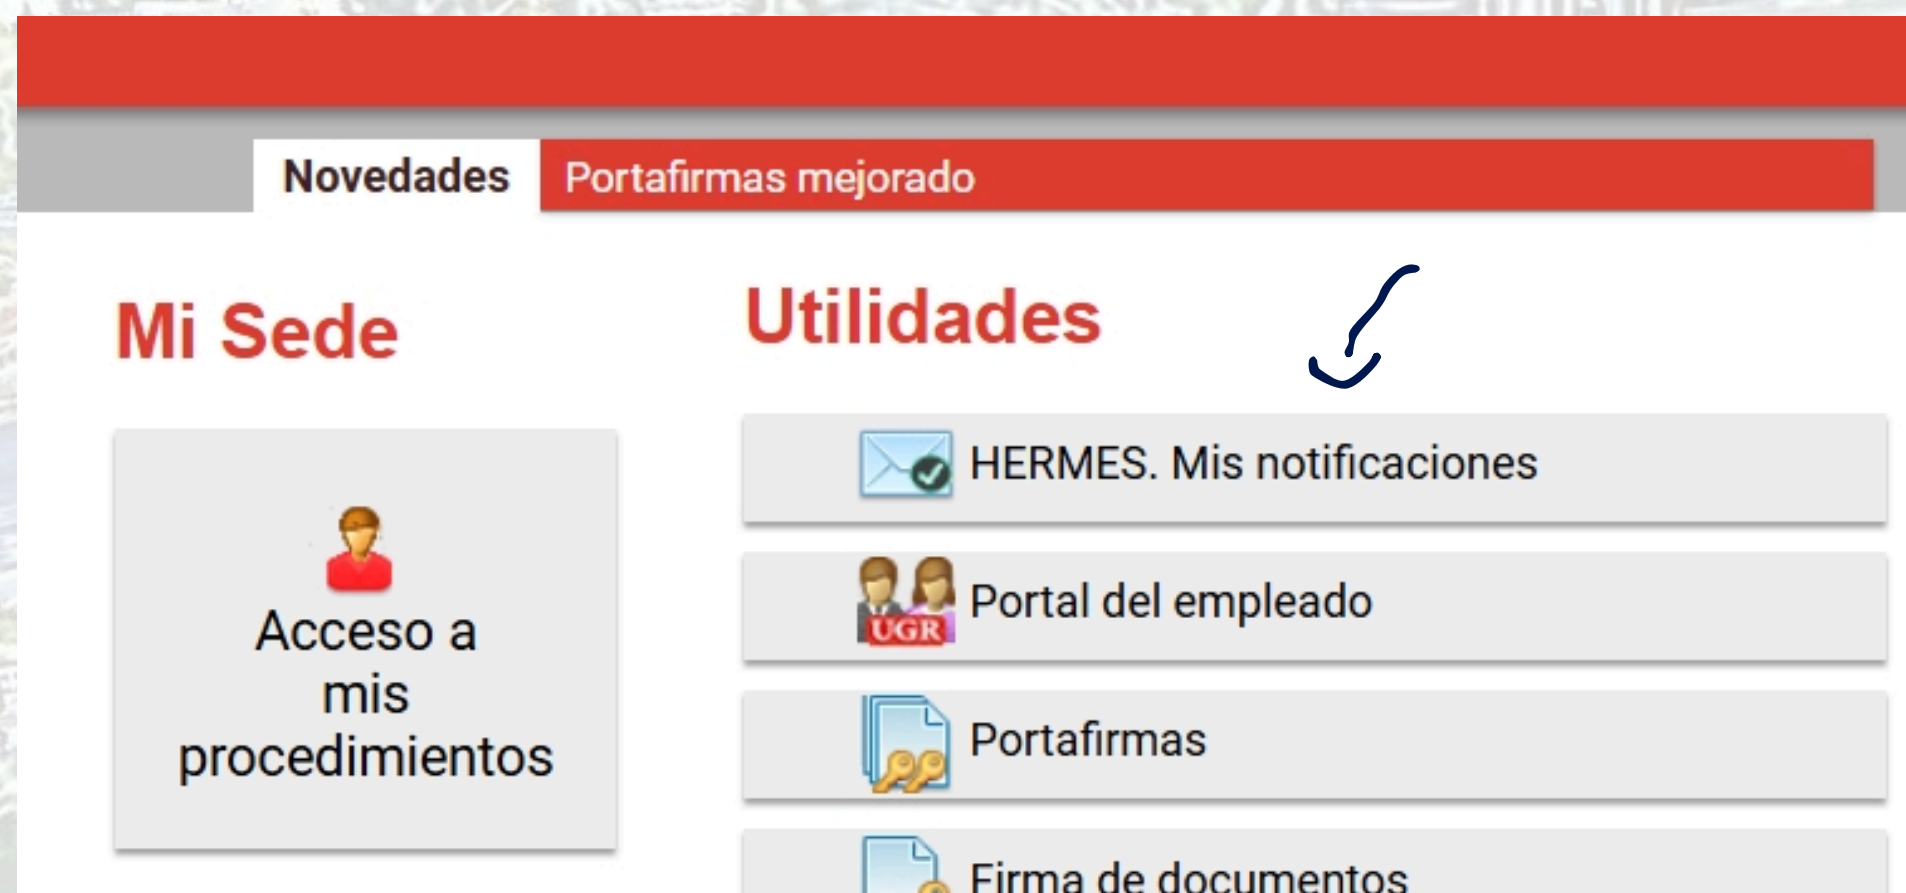 Novedades
Portafirmas mejorado
Mi Sede
Acceso a
mis
procedimientos
Utilidades
HERMES. Mis notificaciones
UGR
Portal del empleado
Portafirmas
Firma de documentos